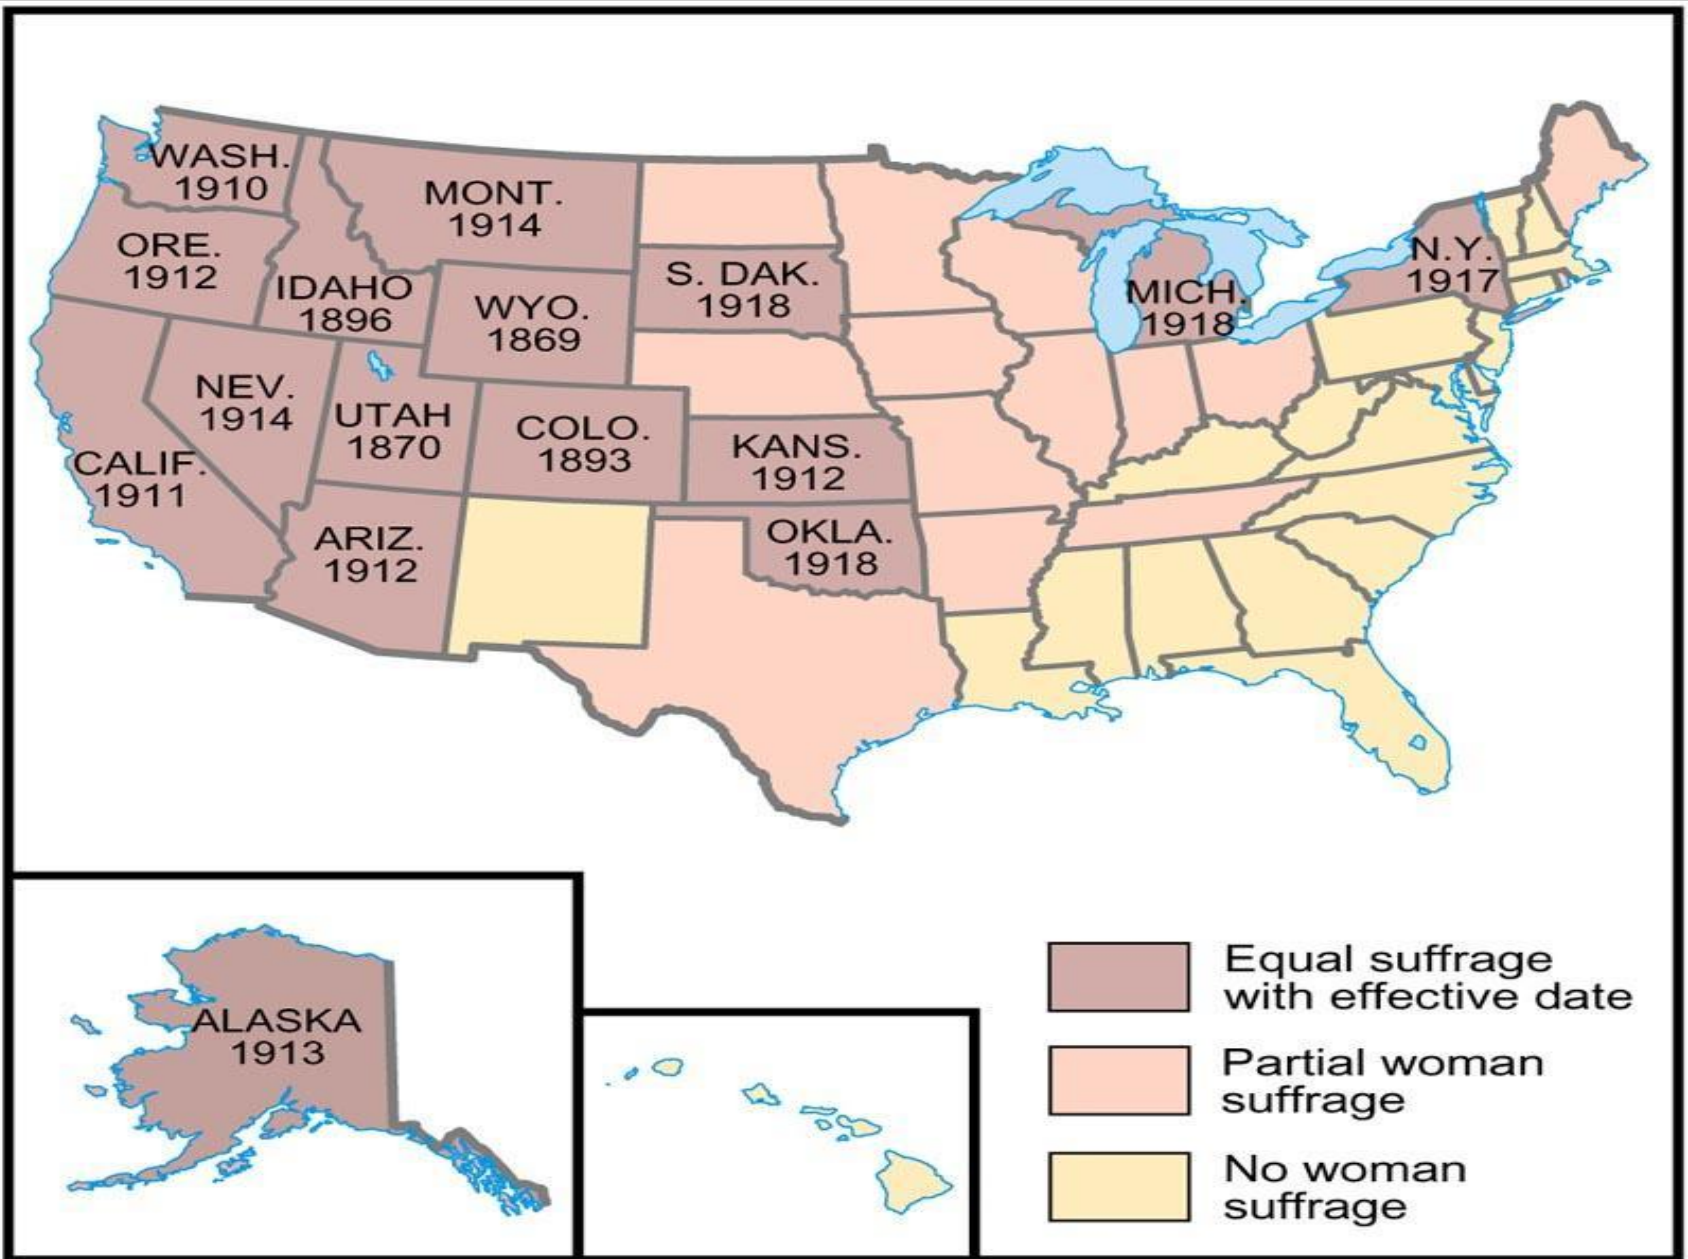 WASH.
1910
MONT.
1914
ORE.
1912
IDAHO
1896
WYO.
1869
S. DAK.
1918
MICH.
1918
N.Y.
1917
NEV.
1914
UTAH
1870
COLO.
1893
KANS.
1912
CALIF.
1911
ARIZ.
1912
OKLA.
1918
ALASKA
1913
Equal suffrage
with effective date
Partial woman
suffrage
No woman
suffrage